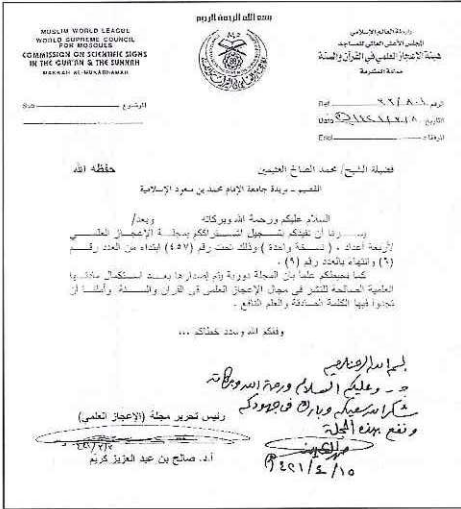 بسم الله الرحمن الرحيم
MUSLIM WORLD LEAGUE
WORLD SUPREME COUNCIL
FOR MOSQUES
COMMISSION ON SCIENTIFIC SIGNS
IN THE QUR'AN & THE SUNNAH
MAKKAH AL-MUKARRAMAH
رابطة العالم الإسلامي
المجلس الأعلى العالمي للمساجد
هيئة الإعجاز العلمي في القرآن والسنة
مكة المكرمة
Sub الموضوع
Ref الرقم
Date التاريخ
Encl المرفقات
فضيلة الشيخ/ محمد الصالح العثيمين حفظه الله
القصيم - بريدة جامعة الإمام محمد بن سعود الإسلامية
السلام عليكم ورحمة الله وبركاته وبعد/
يسرنا أن نفيدكم بتسجيل اشتراككم بمجلة الإعجاز العلمي
لأربعة أعداد ، ( نسخة واحدة ) وذلك تحت رقم (٤٥٧) ابتداء من العدد رقم
(٦) وانتهاء بالعدد رقم (٩) .
كما نحيطكم علما بأن المجلة دورية يتم إصدارها بعد استكمال مادتها
العلمية الصالحة للنشر في مجال الإعجاز العلمي في القرآن والسنة وأملنا أن
تجدوا فيها الكلمة الصادقة والعلم النافع .
وفقكم الله وسدد خطاكم ...
بسم الله الرحمن الرحيم
وعليكم السلام ورحمة الله وبركاته
شكر الله سعيكم وبارك في جهودكم
ونفع بهذه المجلة
١٤٢١/٤/١٥
رئيس تحرير مجلة (الإعجاز العلمي)
أ.د. صالح بن عبد العزيز كريم